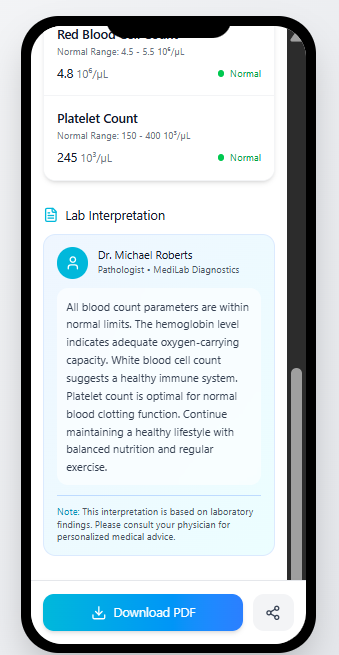 Red Blood Cell Count
Normal Range: 4.5 - 5.5 10⁶/µL
4.8 10⁶/µL
Normal
Platelet Count
Normal Range: 150 - 400 10³/µL
245 10³/µL
Normal
Lab Interpretation
Dr. Michael Roberts
Pathologist • MediLab Diagnostics
All blood count parameters are within
normal limits. The hemoglobin level
indicates adequate oxygen-carrying
capacity. White blood cell count
suggests a healthy immune system.
Platelet count is optimal for normal
blood clotting function. Continue
maintaining a healthy lifestyle with
balanced nutrition and regular
exercise.
Note: This interpretation is based on laboratory
findings. Please consult your physician for
personalized medical advice.
Download PDF